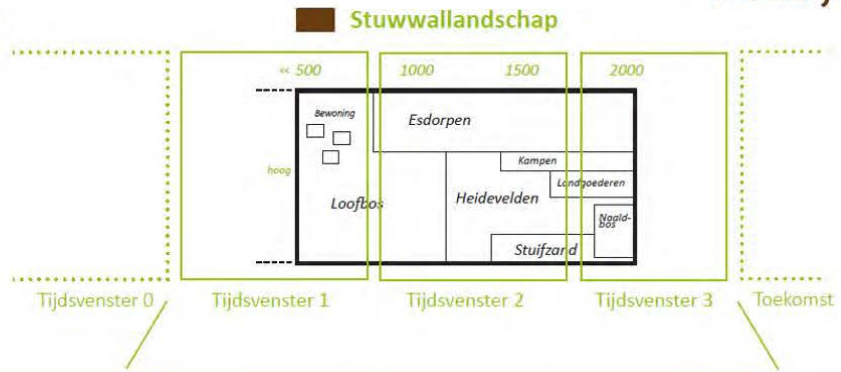 Stuwwallandschap
« 500 1000 1500 2000
Bewoning
Esdorpen
Kampen
hoog
Landgoederen
Loofbos
Heidevelden
Naald-
bos
Stuifzand
Tijdsvenster 0 Tijdsvenster 1 Tijdsvenster 2 Tijdsvenster 3 Toekomst